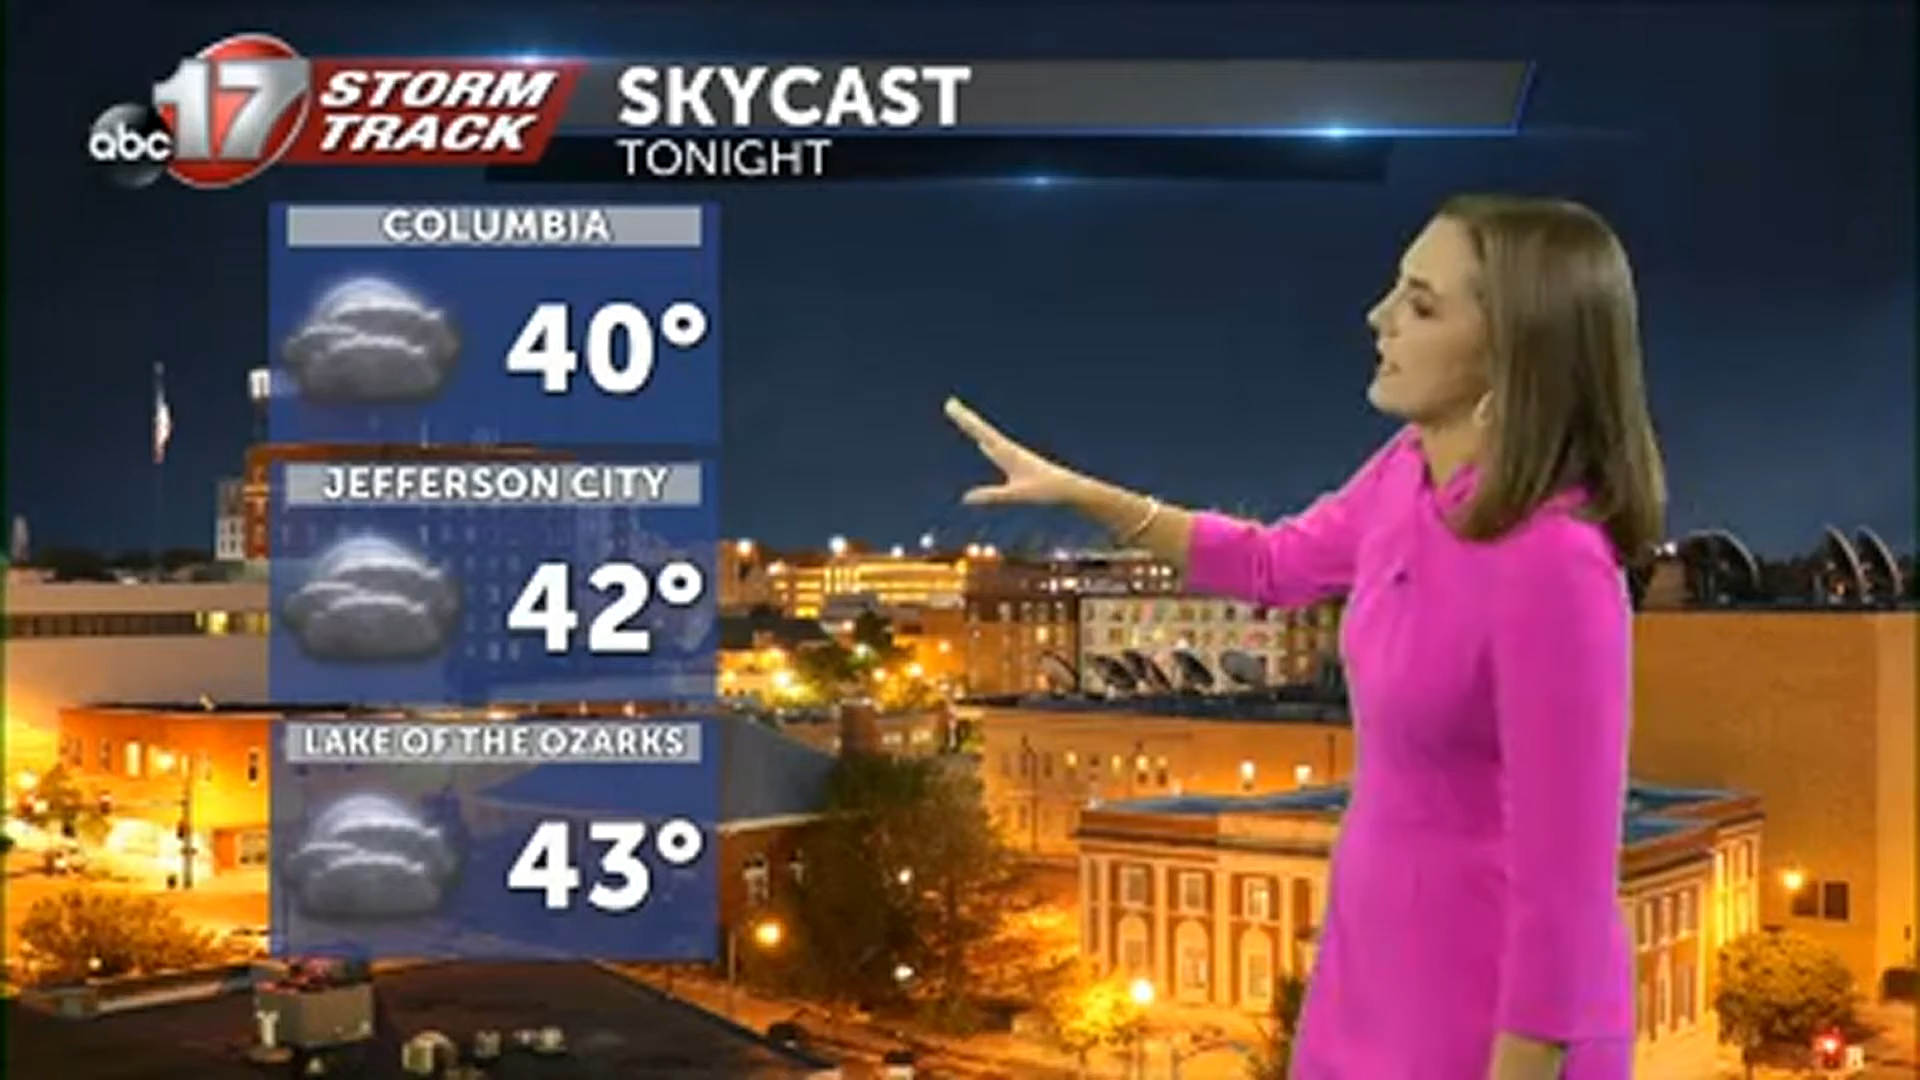 abc 17 STORM TRACK
SKYCAST
TONIGHT
COLUMBIA
40°
JEFFERSON CITY
42°
LAKE OF THE OZARKS
43°